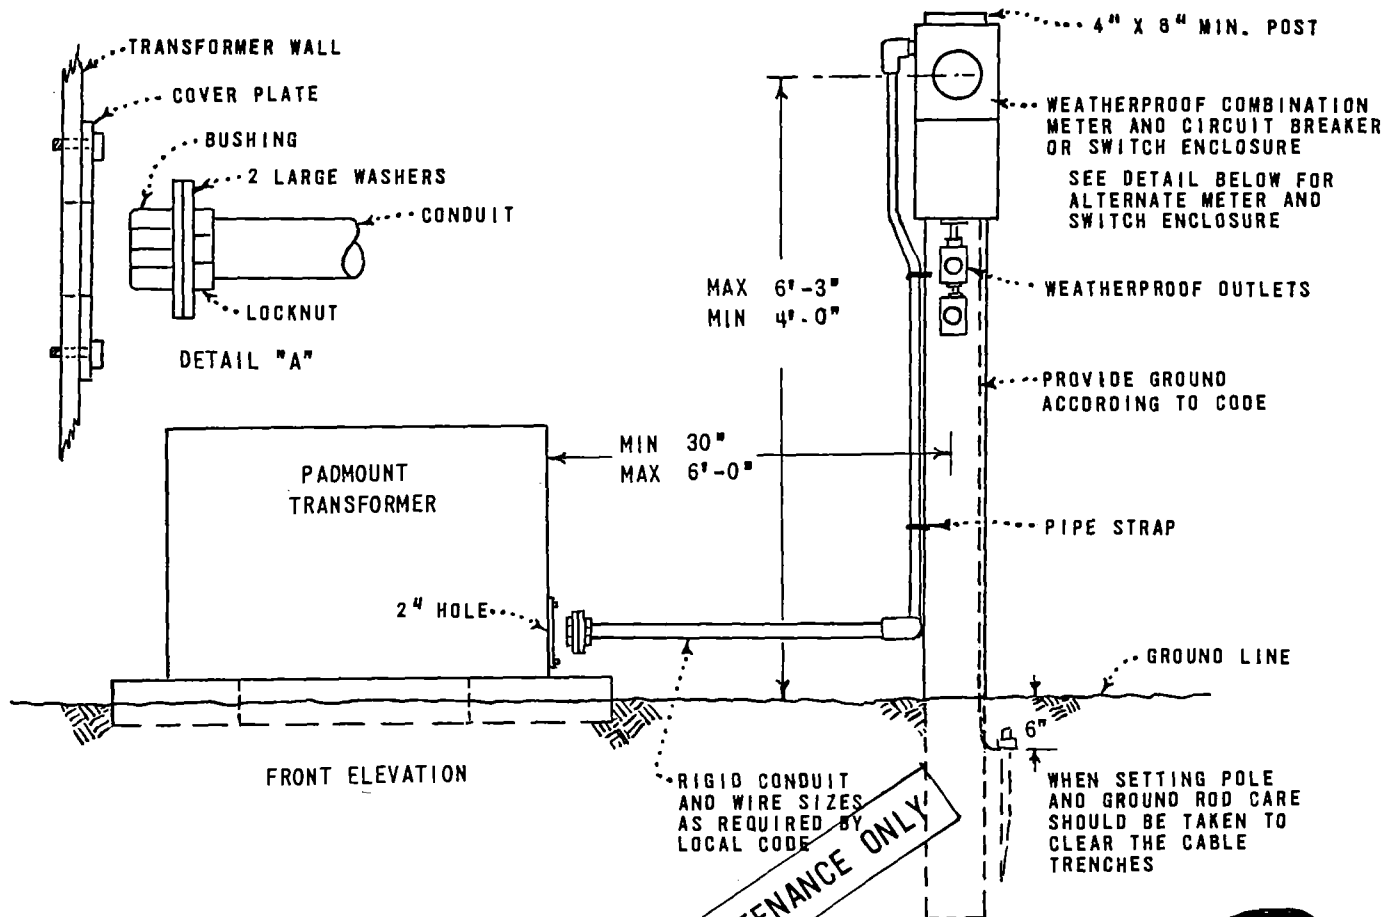 TRANSFORMER WALL
COVER PLATE
BUSHING
2 LARGE WASHERS
CONDUIT
LOCKNUT
DETAIL "A"
4" X 8" MIN. POST
WEATHERPROOF COMBINATION
METER AND CIRCUIT BREAKER
OR SWITCH ENCLOSURE
SEE DETAIL BELOW FOR
ALTERNATE METER AND
SWITCH ENCLOSURE
MAX 6'-3"
MIN 4'-0"
WEATHERPROOF OUTLETS
PROVIDE GROUND
ACCORDING TO CODE
MIN 30"
MAX 6'-0"
PADMOUNT
TRANSFORMER
PIPE STRAP
2" HOLE
GROUND LINE
6"
FRONT ELEVATION
RIGID CONDUIT
AND WIRE SIZES
AS REQUIRED BY
LOCAL CODE
WHEN SETTING POLE
AND GROUND ROD CARE
SHOULD BE TAKEN TO
CLEAR THE CABLE
TRENCHES
ONLY